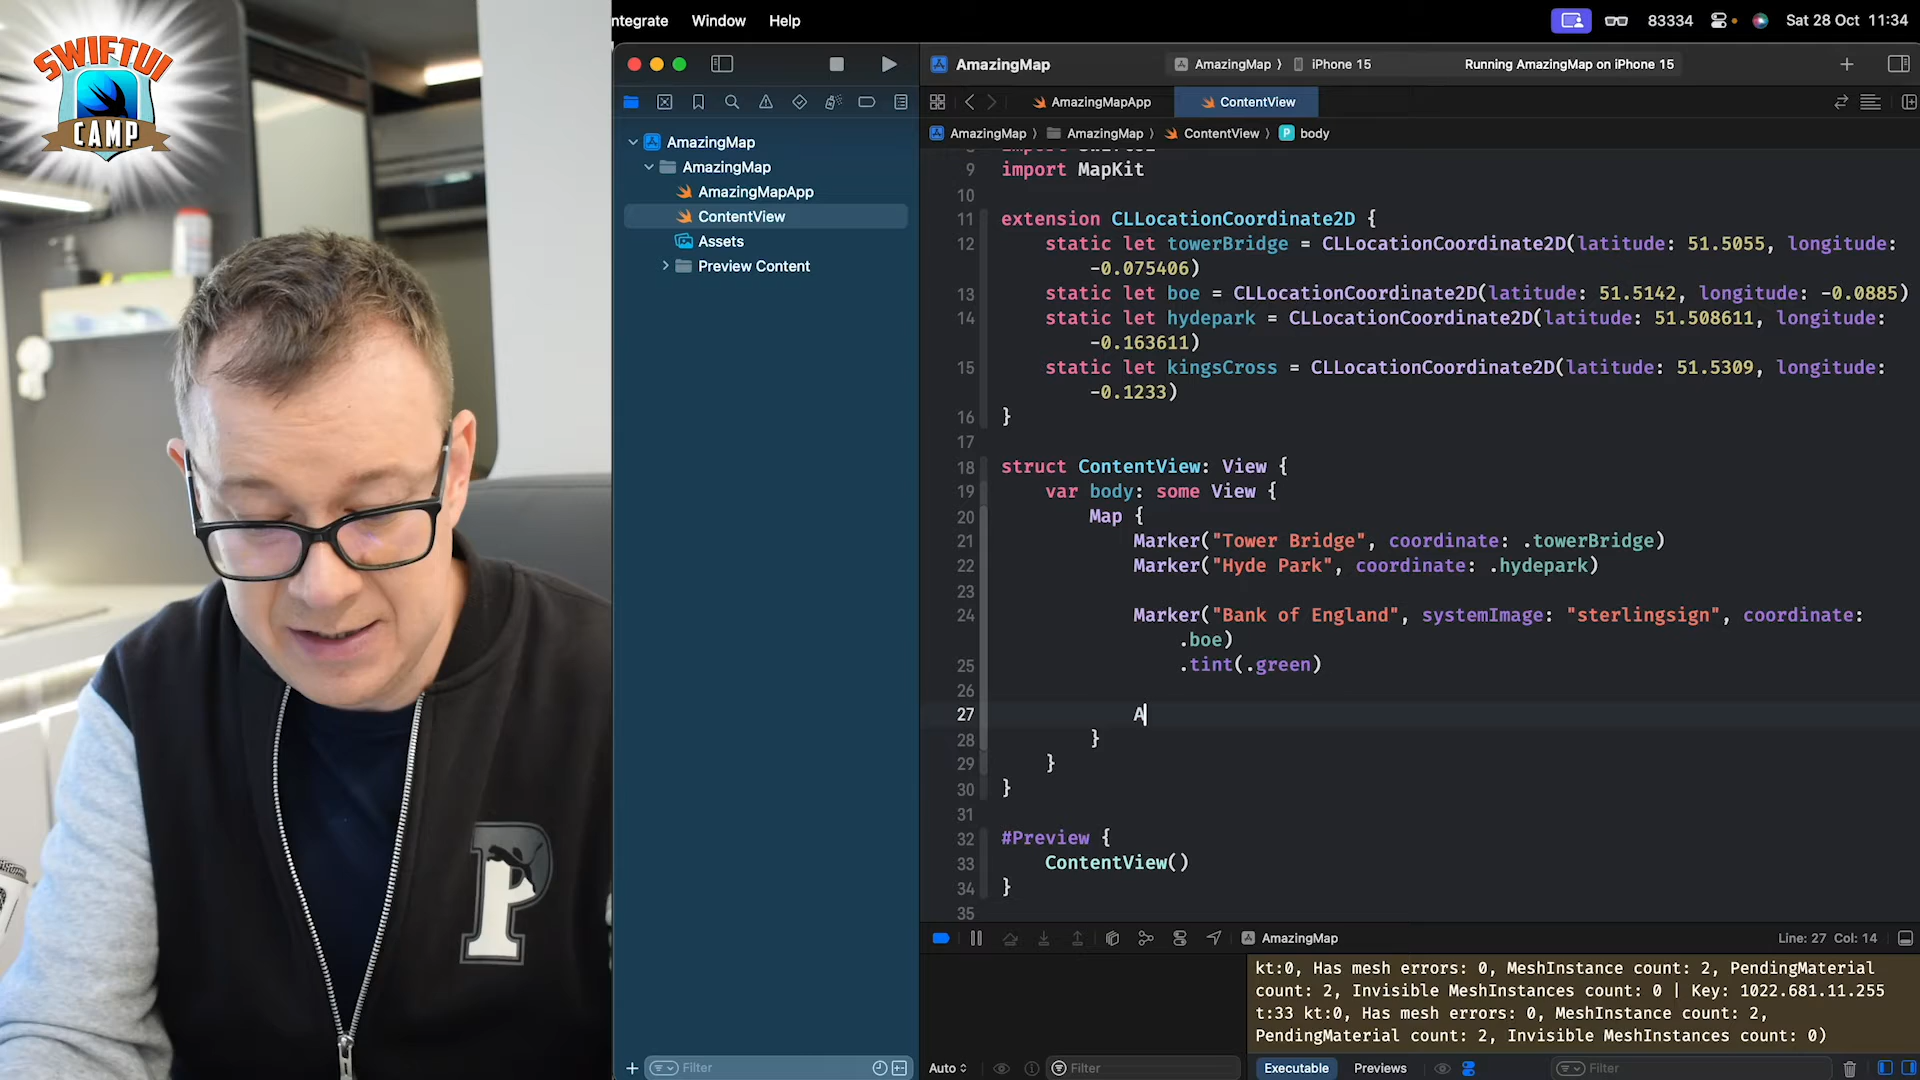 SWIFTUI
CAMP
P
ntegrate Window Help
83334
Sat 28 Oct 11:34
AmazingMap
AmazingMap
iPhone 15
Running AmazingMap on iPhone 15
AmazingMapApp
ContentView
AmazingMap
AmazingMap
ContentView
body
AmazingMap
AmazingMap
AmazingMapApp
ContentView
Assets
Preview Content
9 import MapKit
10
11 extension CLLocationCoordinate2D {
12 static let towerBridge = CLLocationCoordinate2D(latitude: 51.5055, longitude:
-0.075406)
13 static let boe = CLLocationCoordinate2D(latitude: 51.5142, longitude: -0.0885)
14 static let hydepark = CLLocationCoordinate2D(latitude: 51.508611, longitude:
-0.163611)
15 static let kingsCross = CLLocationCoordinate2D(latitude: 51.5309, longitude:
-0.1233)
16 }
17
18 struct ContentView: View {
19 var body: some View {
20 Map {
21 Marker("Tower Bridge", coordinate: .towerBridge)
22 Marker("Hyde Park", coordinate: .hydepark)
23
24 Marker("Bank of England", systemImage: "sterlingsign", coordinate:
.boe)
25 .tint(.green)
26
27 A
28 }
29 }
30 }
31
32 #Preview {
33 ContentView()
34 }
35
AmazingMap
Line: 27 Col: 14
kt:0, Has mesh errors: 0, MeshInstance count: 2, PendingMaterial
count: 2, Invisible MeshInstances count: 0 | Key: 1022.681.11.255
t:33 kt:0, Has mesh errors: 0, MeshInstance count: 2,
PendingMaterial count: 2, Invisible MeshInstances count: 0)
Filter
Auto
Filter
Executable
Previews
Filter